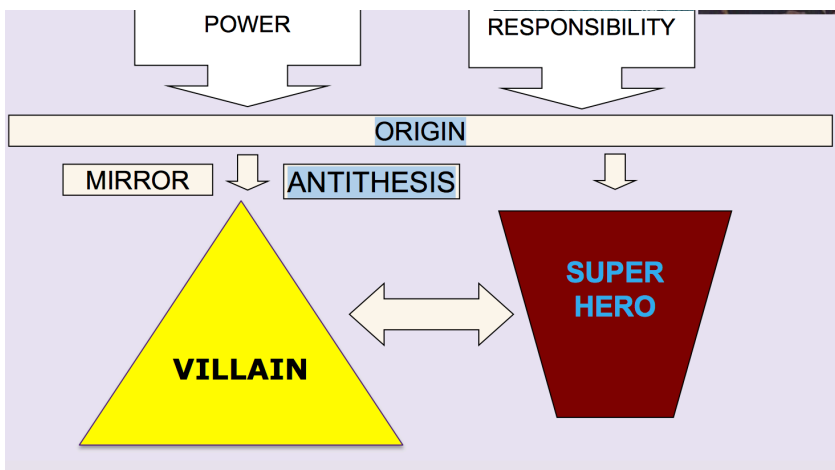 POWER
RESPONSIBILITY
ORIGIN
MIRROR
ANTITHESIS
SUPER
HERO
VILLAIN